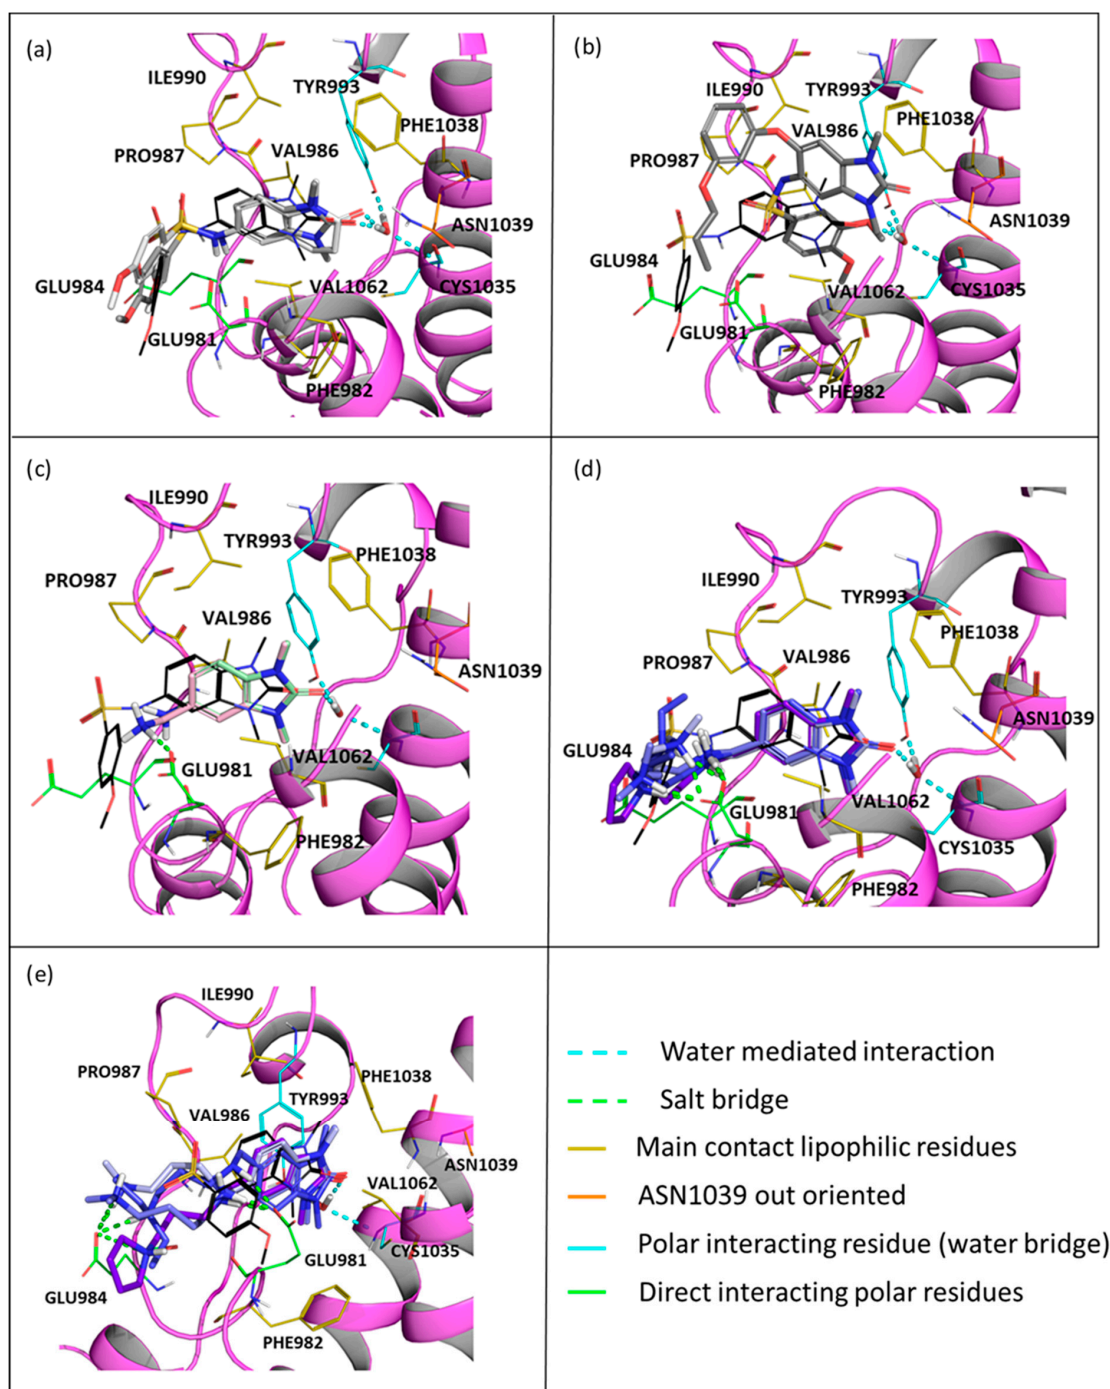 (a)
ILE990
TYR993
PHE1038
PRO987
VAL986
ASN1039
GLU984
VAL1062
CYS1035
GLU981
PHE982
(b)
ILE990
TYR993
PHE1038
VAL986
PRO987
ASN1039
GLU984
VAL1062
CYS1035
GLU981
PHE982
(c)
ILE990
TYR993
PHE1038
PRO987
VAL986
ASN1039
VAL1062
GLU981
PHE982
(d)
ILE990
TYR993
PHE1038
PRO987
VAL986
ASN1039
GLU984
VAL1062
GLU981
CYS1035
PHE982
(e)
ILE990
PRO987
PHE1038
TYR993
VAL986
ASN1039
VAL1062
CYS1035
GLU981
GLU984
PHE982
Water mediated interaction
Salt bridge
Main contact lipophilic residues
ASN1039 out oriented
Polar interacting residue (water bridge)
Direct interacting polar residues